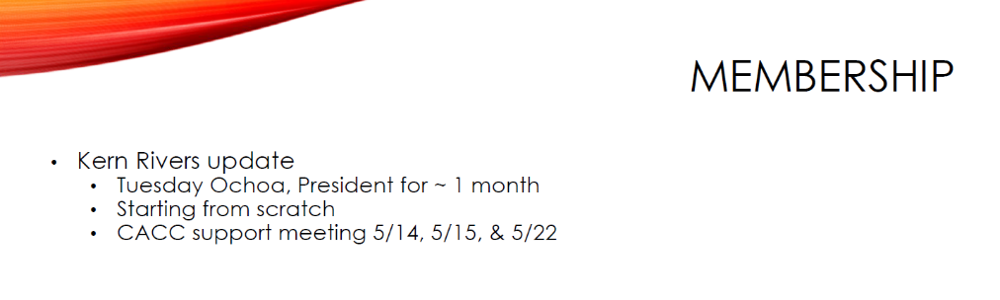 MEMBERSHIP
• Kern Rivers update
• Tuesday Ochoa, President for ~ 1 month
• Starting from scratch
• CACC support meeting 5/14, 5/15, & 5/22